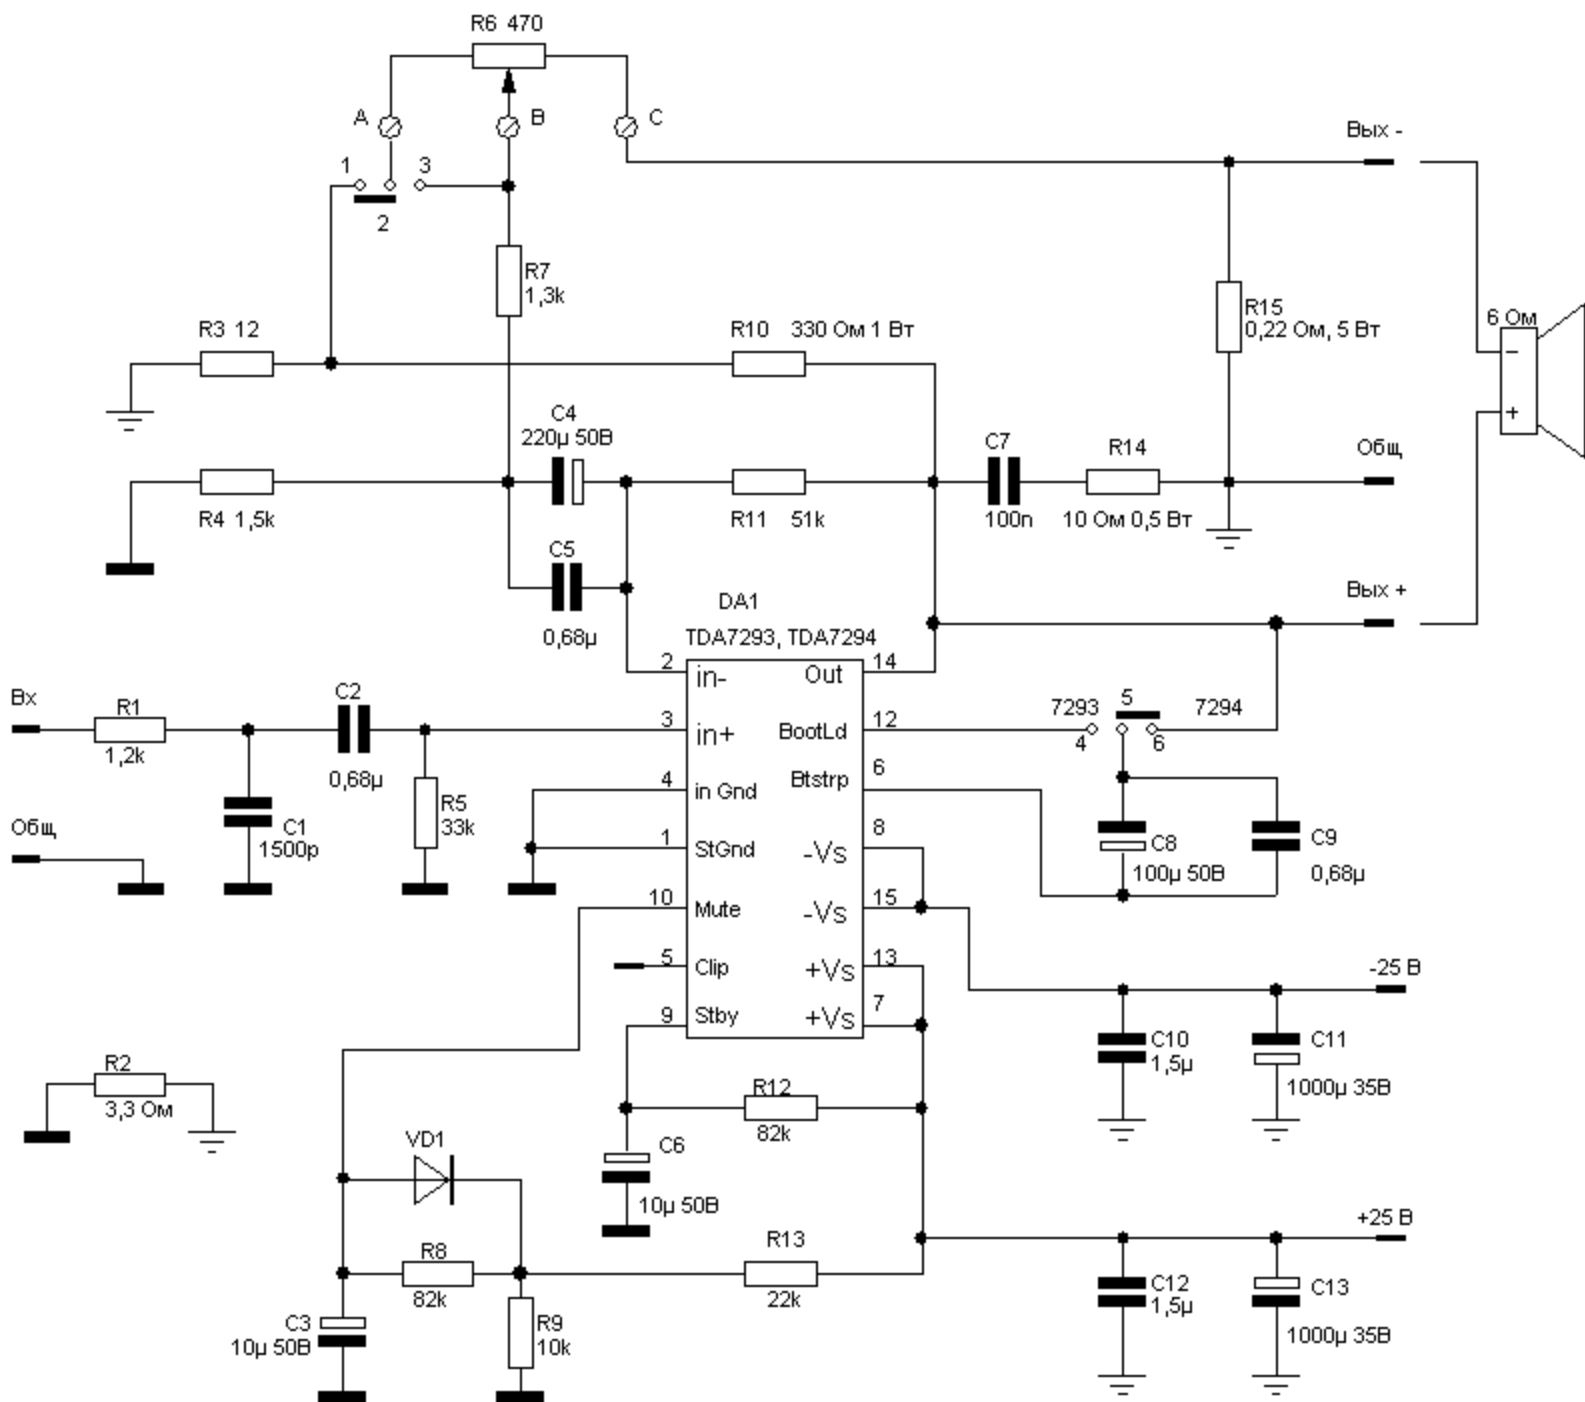 R6 470
A
B
C
Вых -
1
3
2
R7
1,3k
R3 12
R10 330 Ом 1 Вт
R15
0,22 Ом, 5 Вт
6 Ом
-
+
C4
220µ 50В
C7
100n
R14
10 Ом 0,5 Вт
Общ
R4 1,5k
R11 51k
C5
0,68µ
DA1
TDA7293, TDA7294
Вых +
2
in-
Out
14
Вх
R1
1,2k
C2
0,68µ
3
in+
BootLd
12
7293
5
7294
4
6
R5
33k
4
in Gnd
Btstrp
6
Общ
C1
1500p
1
StGnd
-Vs
8
C8
100µ 50В
C9
0,68µ
10
Mute
-Vs
15
5
Clip
+Vs
13
-25 В
9
Stby
+Vs
7
C10
1,5µ
C11
1000µ 35В
R2
3,3 Ом
R12
82k
VD1
C6
10µ 50В
+25 В
R8
82k
R13
22k
C12
1,5µ
C13
1000µ 35В
C3
10µ 50В
R9
10k